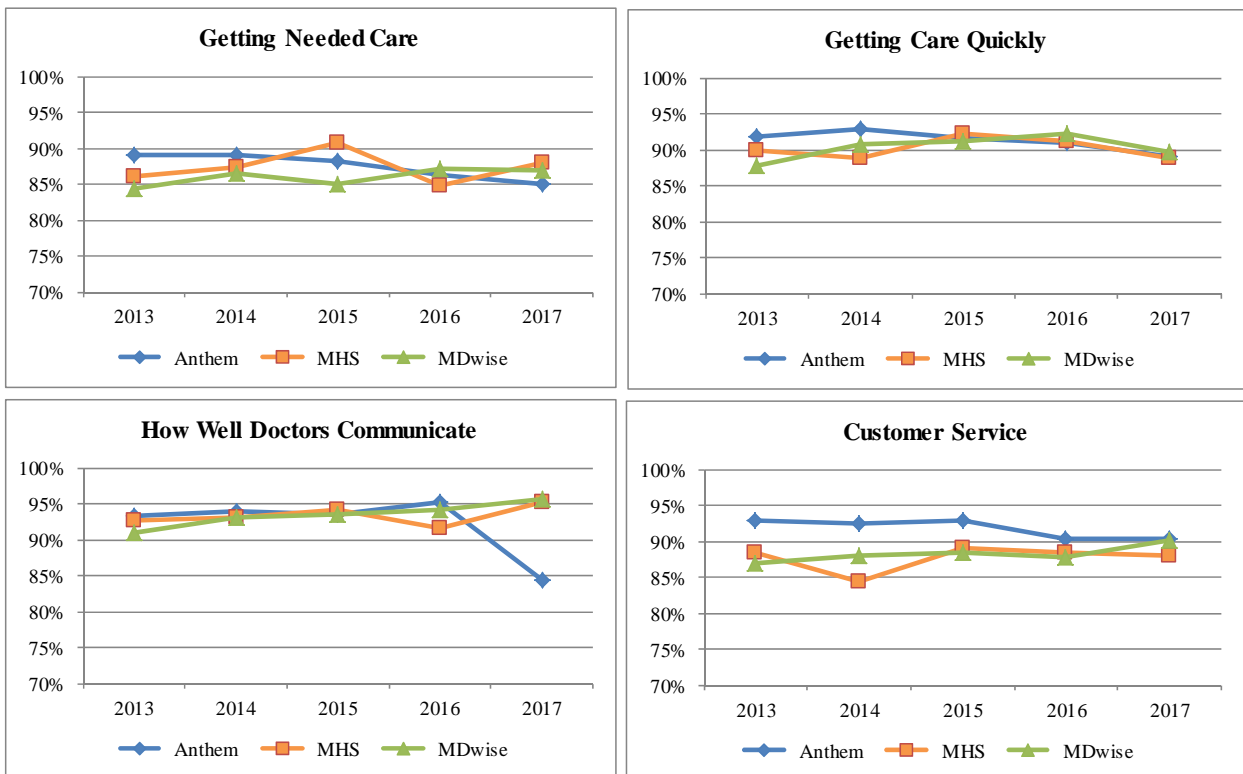 Getting Needed Care
100%
95%
90%
85%
80%
75%
70%
2013 2014 2015 2016 2017
Anthem MHS MDwise
Getting Care Quickly
100%
95%
90%
85%
80%
75%
70%
2013 2014 2015 2016 2017
Anthem MHS MDwise
How Well Doctors Communicate
100%
95%
90%
85%
80%
75%
70%
2013 2014 2015 2016 2017
Anthem MHS MDwise
Customer Service
100%
95%
90%
85%
80%
75%
70%
2013 2014 2015 2016 2017
Anthem MHS MDwise